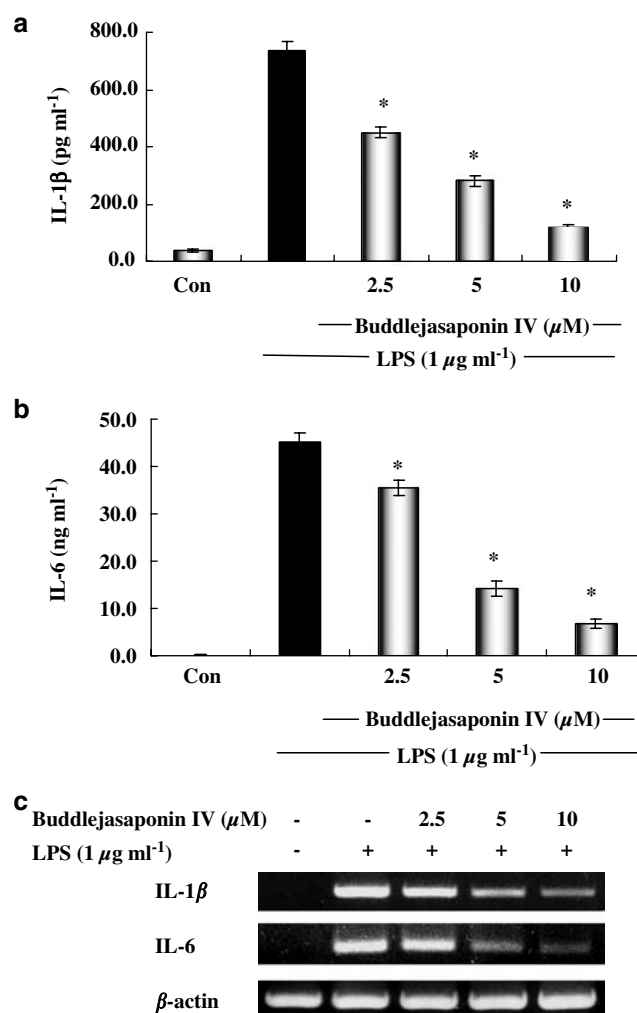 a
800.0
600.0
400.0
200.0
0.0
IL-1β (pg ml⁻¹)
* * *
Con 2.5 5 10
Buddlejasaponin IV (µM)
LPS (1 µg ml⁻¹)
b
50.0
40.0
30.0
20.0
10.0
0.0
IL-6 (ng ml⁻¹)
* * *
Con 2.5 5 10
Buddlejasaponin IV (µM)
LPS (1 µg ml⁻¹)
c
Buddlejasaponin IV (µM) - - 2.5 5 10
LPS (1 µg ml⁻¹) - + + + +
IL-1β
IL-6
β-actin